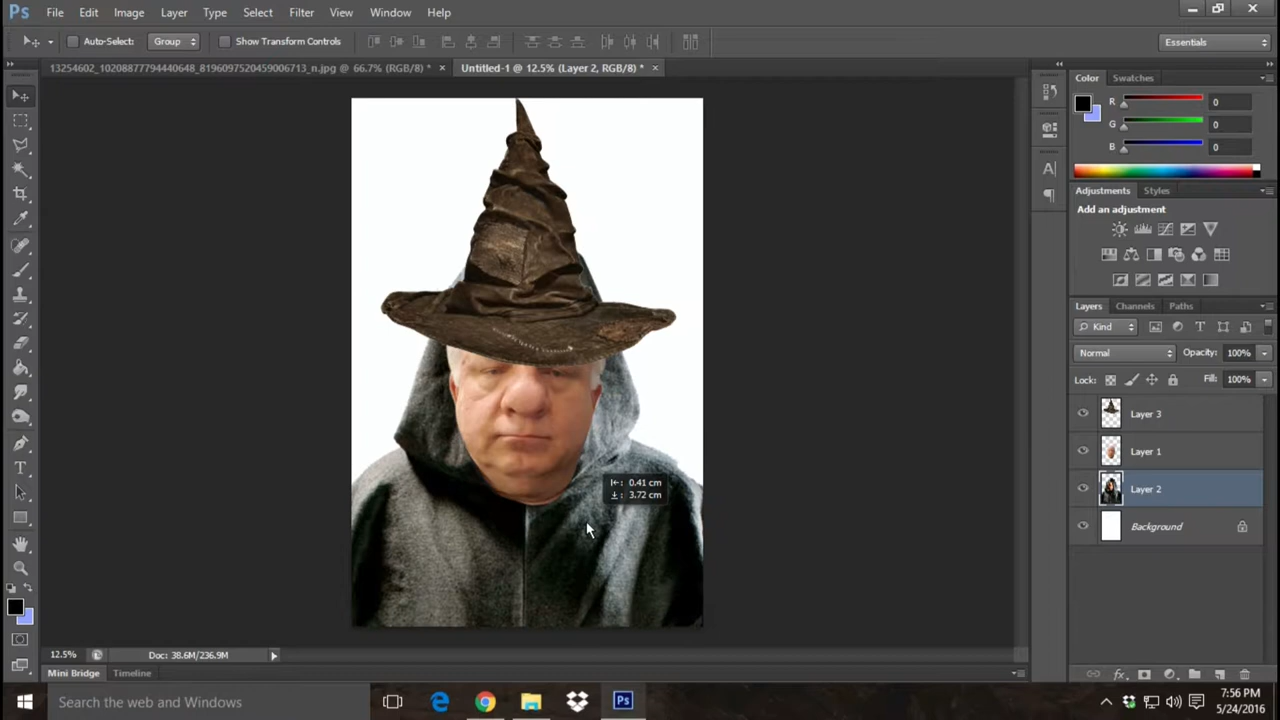 Ps File Edit Image Layer Type Select Filter View Window Help
Auto-Select: Group Show Transform Controls Essentials
13254602_10208877794440648_8196097520459006713_n.jpg @ 66.7% (RGB/8) * × Untitled-1 @ 12.5% (Layer 2, RGB/8) * ×
Color Swatches
R 0
G 0
B 0
Adjustments Styles
Add an adjustment
Layers Channels Paths
Kind
Normal Opacity: 100%
Lock: Fill: 100%
Layer 3
Layer 1
Layer 2
Background
0.41 cm
3.72 cm
12.5% Doc: 38.6M/236.9M
Mini Bridge Timeline
Search the web and Windows
Ps
7:56 PM
5/24/2016